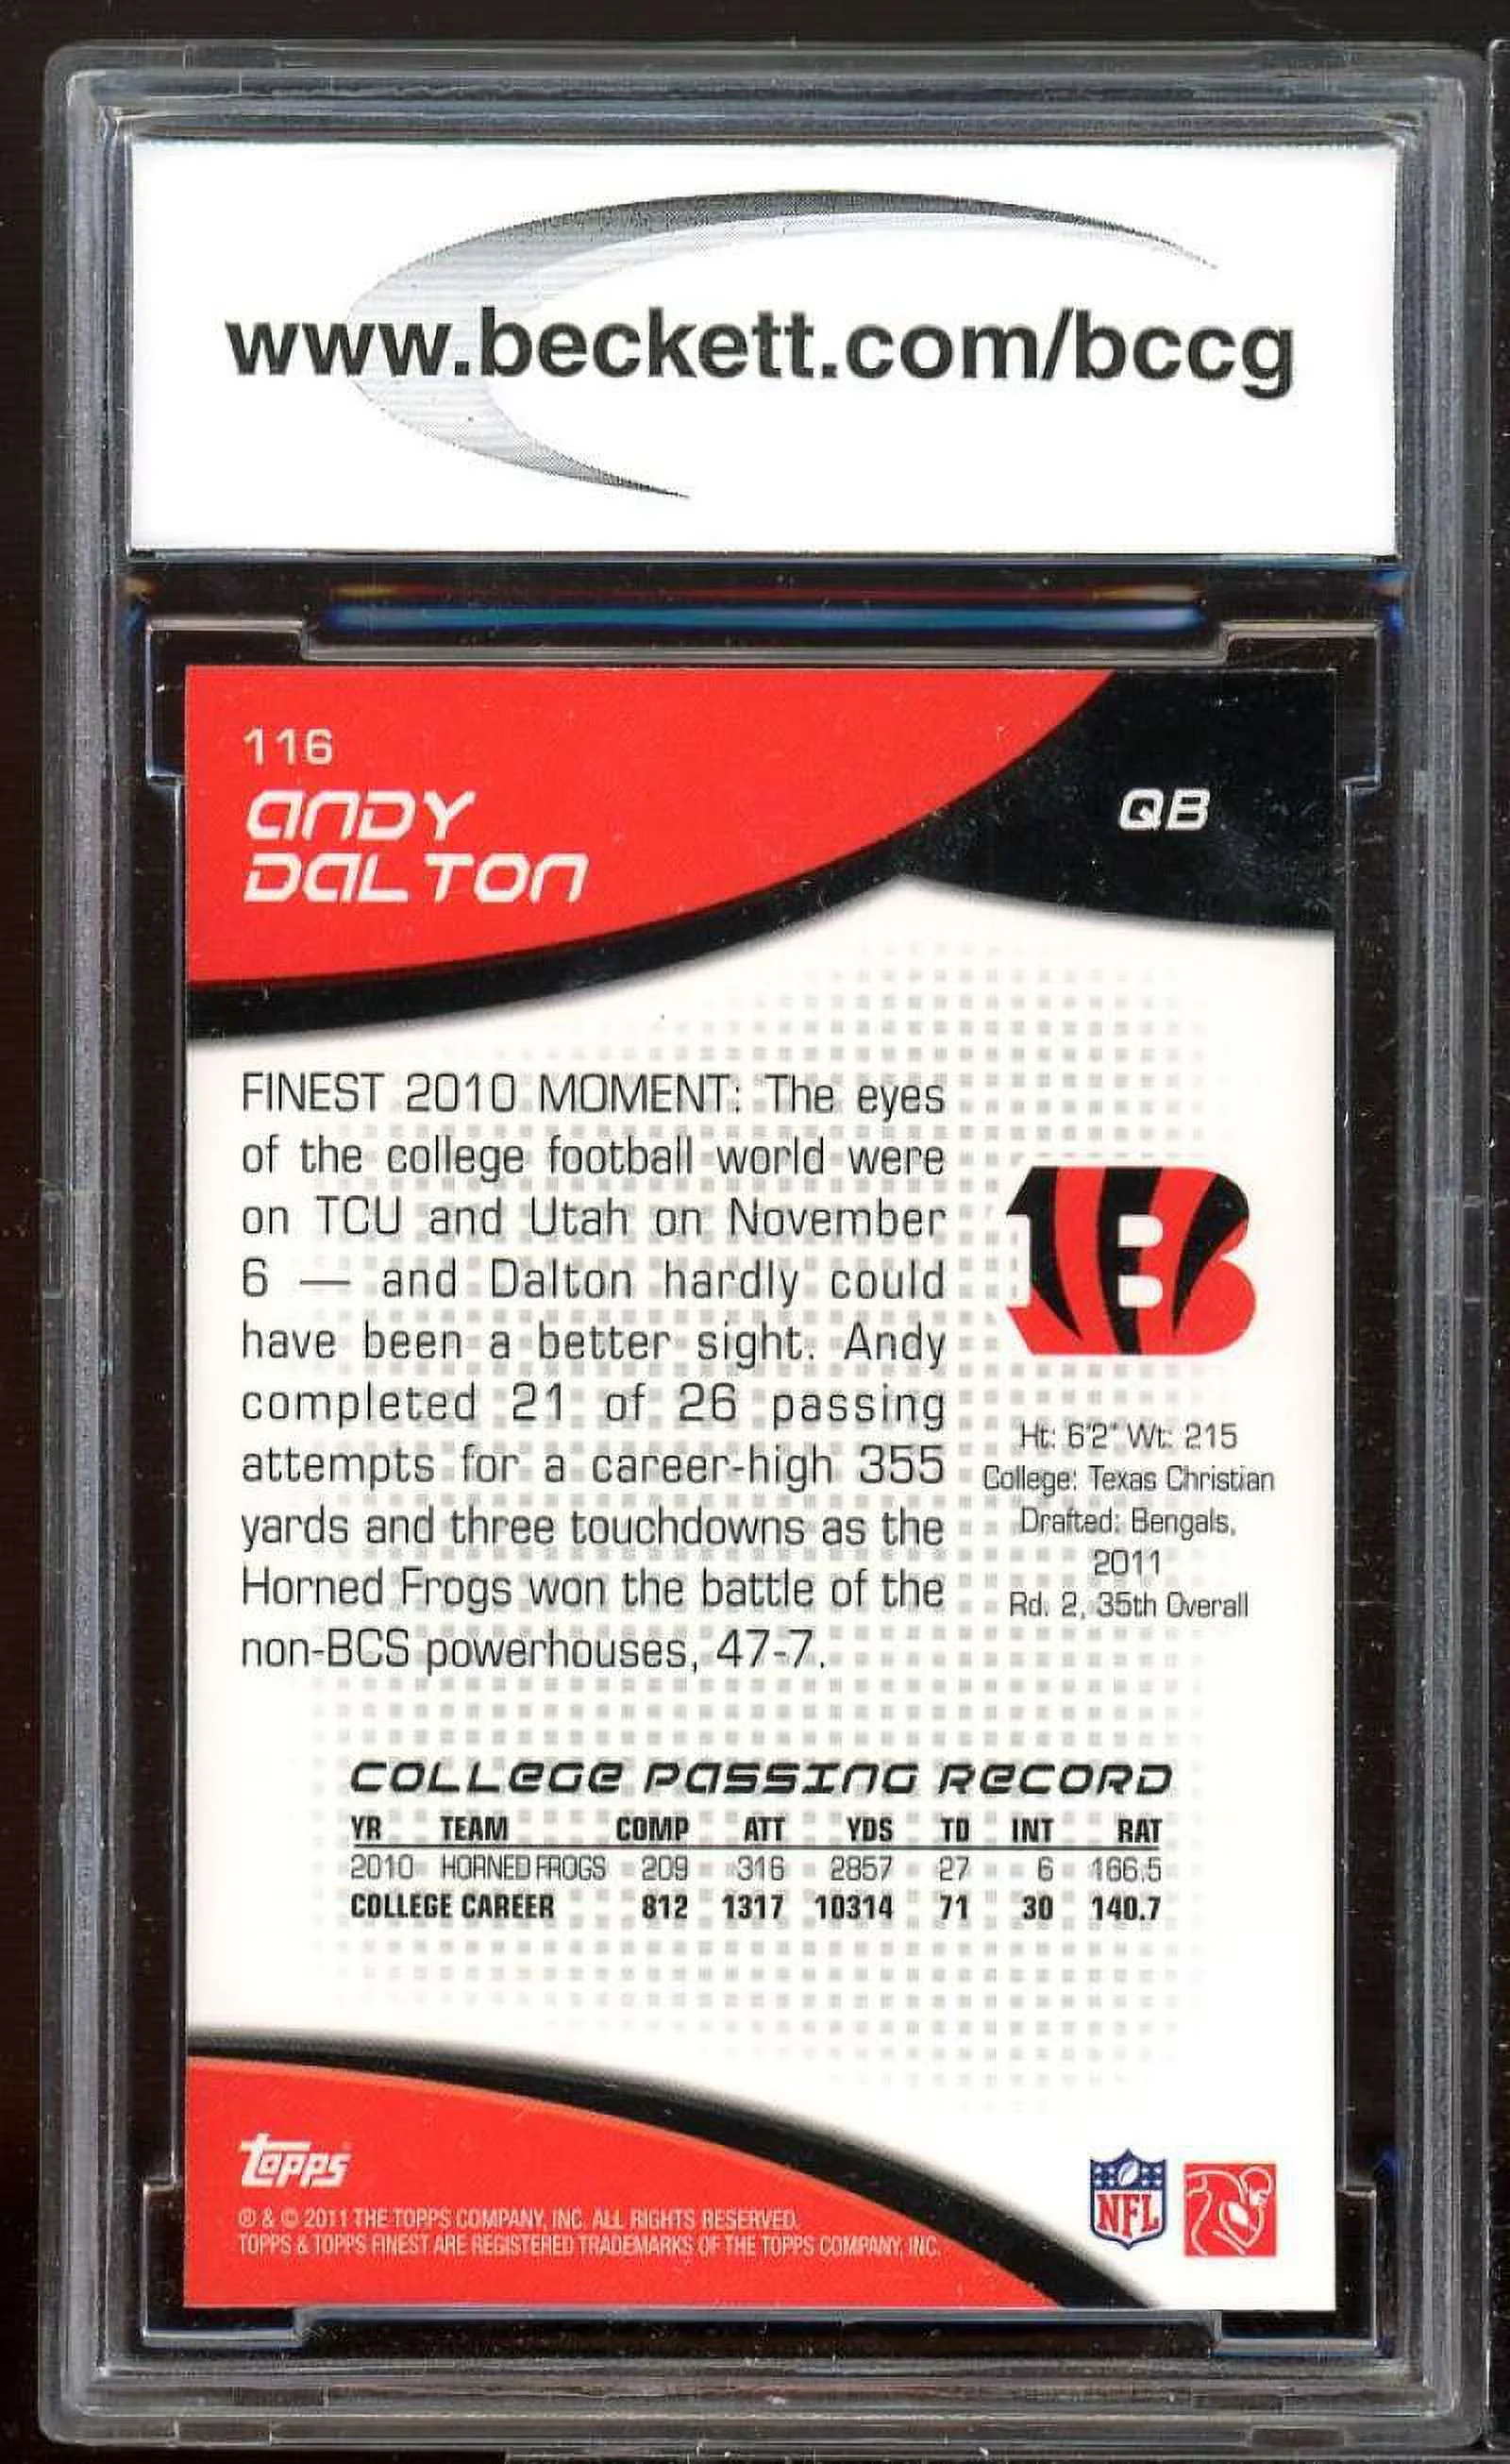 www.beckett.com/bccg
116
ANDY
DALTON
QB
FINEST 2010 MOMENT: The eyes
of the college football world were
on TCU and Utah on November
6 — and Dalton hardly could
have been a better sight. Andy
completed 21 of 26 passing
attempts for a career-high 355
yards and three touchdowns as the
Horned Frogs won the battle of the
non-BCS powerhouses, 47-7.
B
Ht: 6'2" Wt: 215
College: Texas Christian
Drafted: Bengals,
2011
Rd. 2, 35th Overall
COLLEGE PASSING RECORD
YR TEAM COMP ATT YDS TD INT RAT
2010 HORNED FROGS 209 316 2857 27 6 166.5
COLLEGE CAREER 812 1317 10314 71 30 140.7
topps
® & © 2011 THE TOPPS COMPANY, INC. ALL RIGHTS RESERVED.
TOPPS & TOPPS FINEST ARE REGISTERED TRADEMARKS OF THE TOPPS COMPANY, INC.
NFL